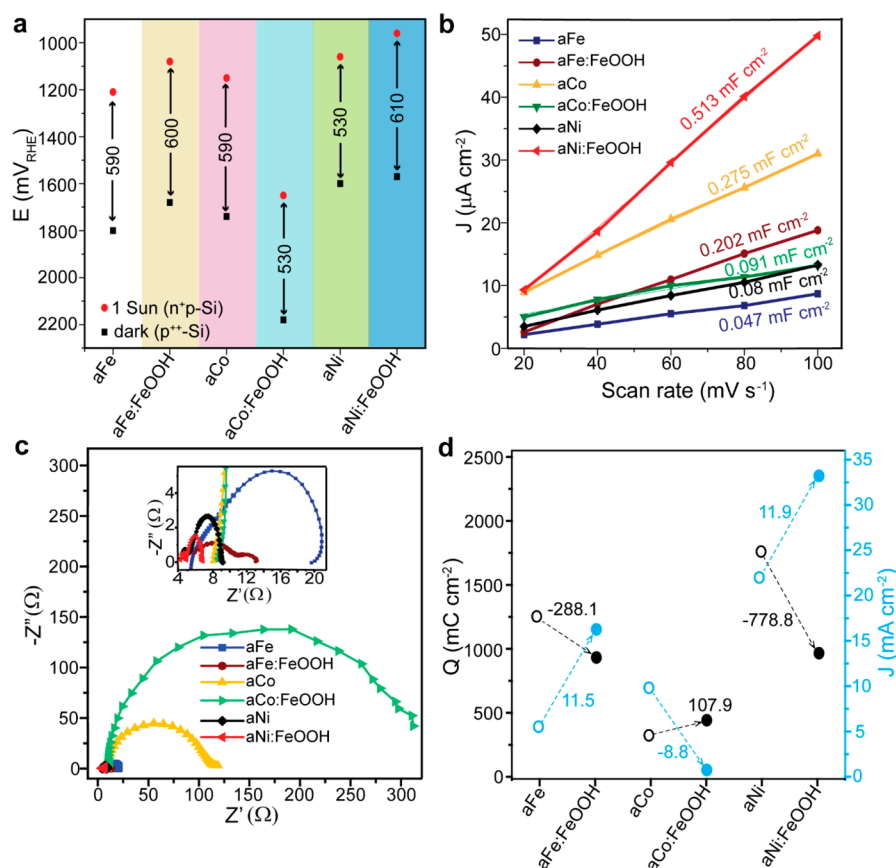 a
E (mV_RHE)
1000
1200
1400
1600
1800
2000
2200
590
600
590
530
530
610
1 Sun (n⁺p-Si)
dark (p⁺⁺-Si)
aFe
aFe:FeOOH
aCo
aCo:FeOOH
aNi
aNi:FeOOH
b
J (μA cm⁻²)
50
40
30
20
10
0
aFe
aFe:FeOOH
aCo
aCo:FeOOH
aNi
aNi:FeOOH
0.513 mF cm⁻²
0.275 mF cm⁻²
0.202 mF cm⁻²
0.091 mF cm⁻²
0.08 mF cm⁻²
0.047 mF cm⁻²
20 40 60 80 100
Scan rate (mV s⁻¹)
c
-Z''(Ω)
300
250
200
150
100
50
0
-Z''(Ω)
4
2
0
4 8 12 16 20
Z'(Ω)
aFe
aFe:FeOOH
aCo
aCo:FeOOH
aNi
aNi:FeOOH
0 50 100 150 200 250 300
Z'(Ω)
d
Q (mC cm⁻²)
2500
2000
1500
1000
500
0
-288.1
11.5
107.9
-8.8
11.9
-778.8
35
30
25
20
15
10
5
0
J (mA cm⁻²)
aFe
aFe:FeOOH
aCo
aCo:FeOOH
aNi
aNi:FeOOH